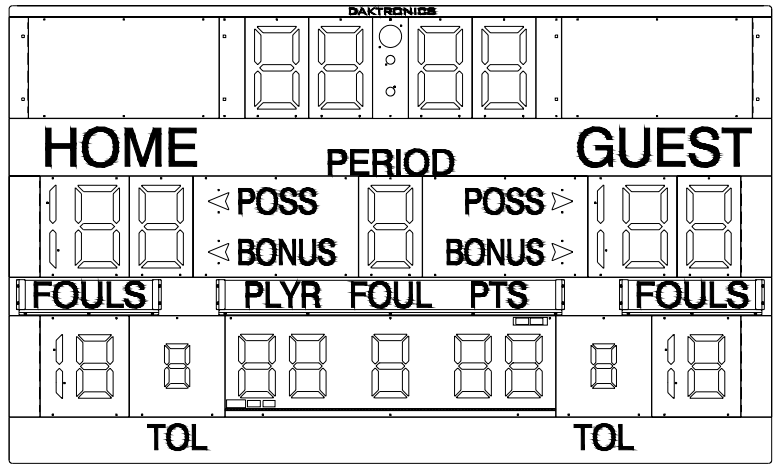 DAKTRONICS
HOME GUEST
PERIOD
POSS POSS
BONUS BONUS
FOULS PLYR FOUL PTS FOULS
TOL TOL